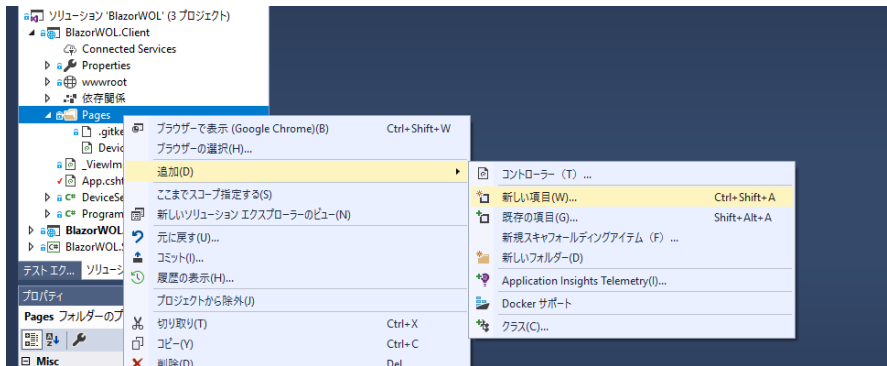 ソリューション 'BlazorWOL' (3 プロジェクト)
BlazorWOL.Client
Connected Services
Properties
wwwroot
依存関係
Pages
.gitke
Devic
_ViewIm
App.csht
DeviceSe
Program
BlazorWOL
BlazorWOL.S
テスト エク... ソリューシ
プロパティ
Pages フォルダーのプ
Misc
ブラウザーで表示 (Google Chrome)(B) Ctrl+Shift+W
ブラウザーの選択(H)...
追加(D)
ここまでスコープ指定する(S)
新しいソリューション エクスプローラーのビュー(N)
元に戻す(U)...
コミット(I)...
履歴の表示(H)...
プロジェクトから除外(J)
切り取り(T) Ctrl+X
コピー(Y) Ctrl+C
削除(D) Del
コントローラー (T) ...
新しい項目(W)... Ctrl+Shift+A
既存の項目(G)... Shift+Alt+A
新規スキャフォールディングアイテム (F) ...
新しいフォルダー(D)
Application Insights Telemetry(I)...
Docker サポート
クラス(C)...